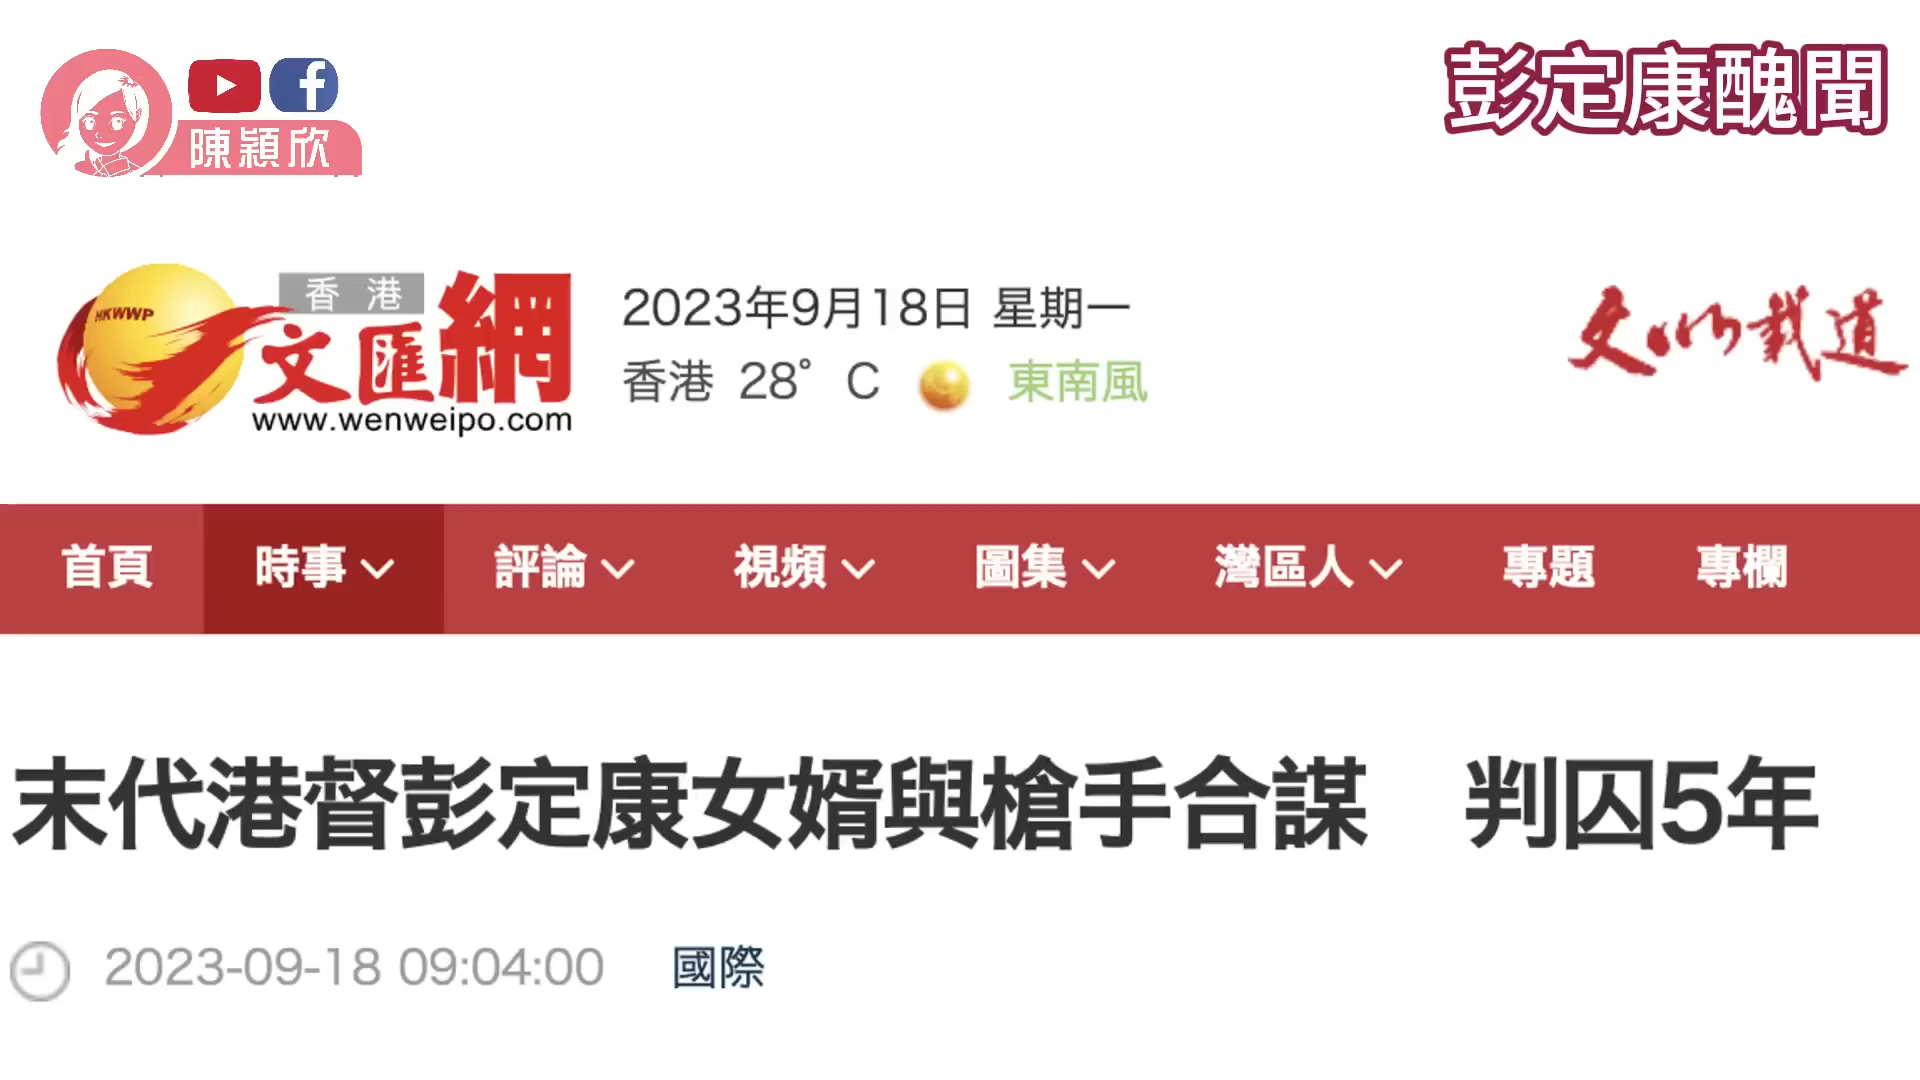 陳穎欣
彭定康醜聞
HKWWP
香港
文匯網
www.wenweipo.com
2023年9月18日 星期一
香港 28°C 東南風
文以載道
首頁 時事 評論 視頻 圖集 灣區人 專題 專欄
末代港督彭定康女婿與槍手合謀 判囚5年
2023-09-18 09:04:00 國際